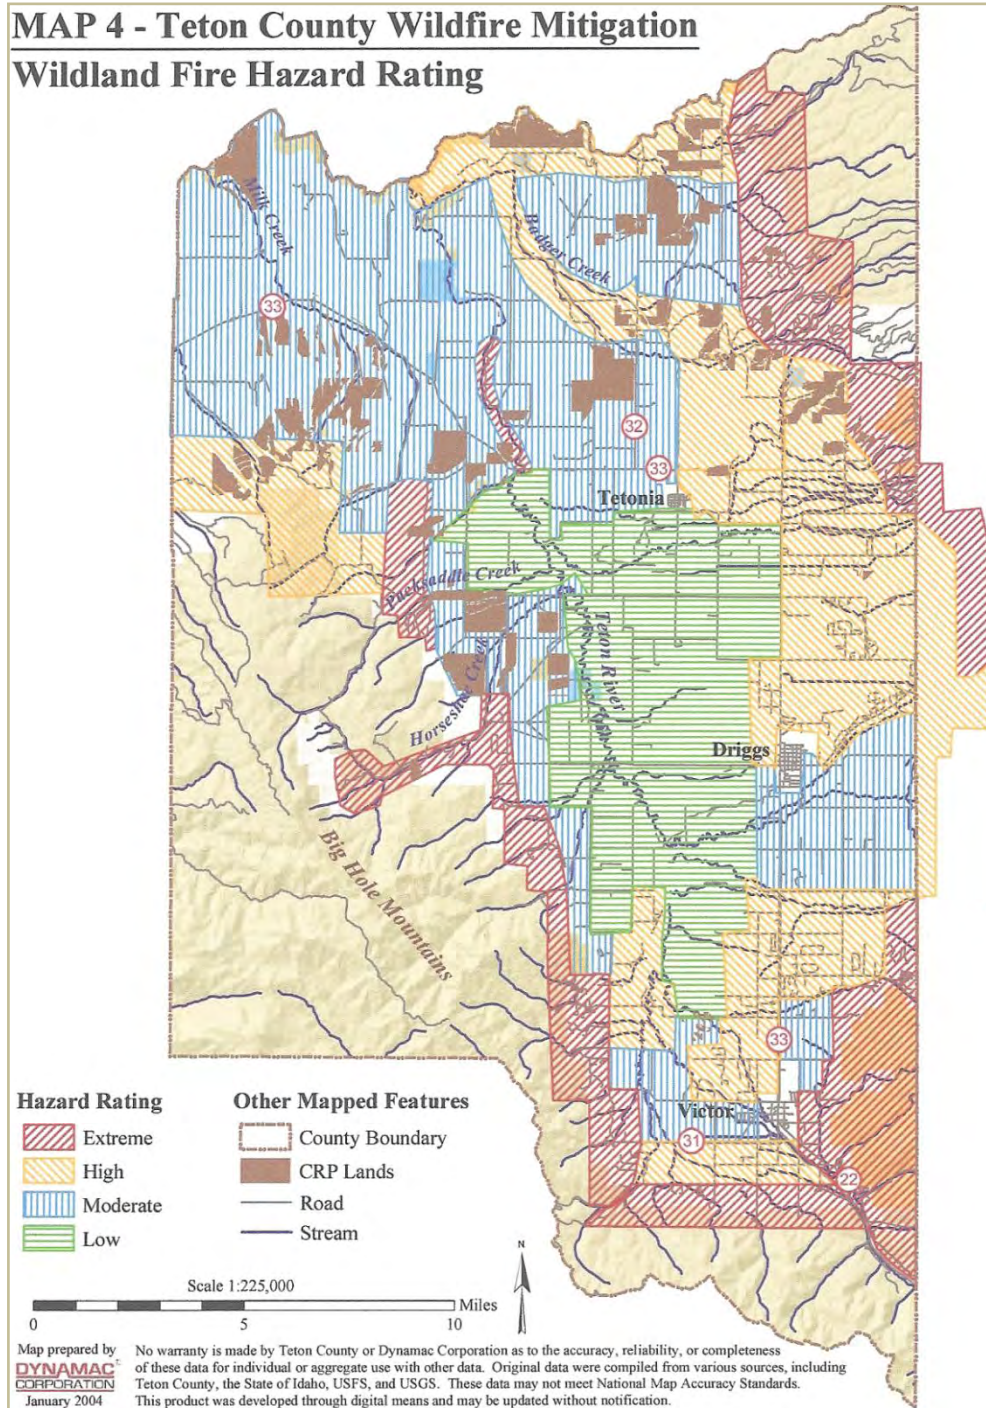 MAP 4 - Teton County Wildfire Mitigation
Wildland Fire Hazard Rating
Milk Creek
Badger Creek
33
32
33
Tetonia
Packsaddle Creek
Teton River
Horseshoe Creek
Driggs
Big Hole Mountains
33
Victor
31
22
Hazard Rating
Extreme
High
Moderate
Low
Other Mapped Features
County Boundary
CRP Lands
Road
Stream
N
Scale 1:225,000
Miles
0 5 10
Map prepared by
DYNAMAC
CORPORATION
January 2004
No warranty is made by Teton County or Dynamac Corporation as to the accuracy, reliability, or completeness
of these data for individual or aggregate use with other data. Original data were compiled from various sources, including
Teton County, the State of Idaho, USFS, and USGS. These data may not meet National Map Accuracy Standards.
This product was developed through digital means and may be updated without notification.